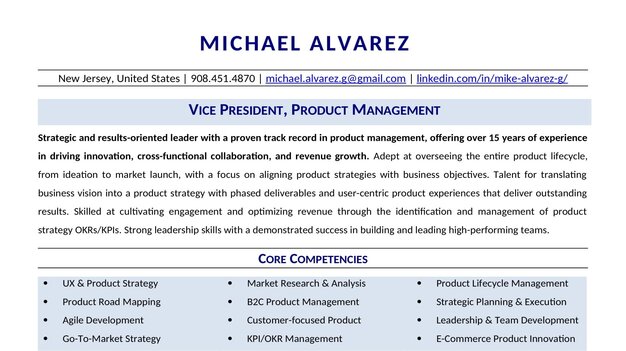 MICHAEL ALVAREZ
New Jersey, United States | 908.451.4870 | michael.alvarez.g@gmail.com | linkedin.com/in/mike-alvarez-g/
VICE PRESIDENT, PRODUCT MANAGEMENT
Strategic and results-oriented leader with a proven track record in product management, offering over 15 years of experience
in driving innovation, cross-functional collaboration, and revenue growth. Adept at overseeing the entire product lifecycle,
from ideation to market launch, with a focus on aligning product strategies with business objectives. Talent for translating
business vision into a product strategy with phased deliverables and user-centric product experiences that deliver outstanding
results. Skilled at cultivating engagement and optimizing revenue through the identification and management of product
strategy OKRs/KPIs. Strong leadership skills with a demonstrated success in building and leading high-performing teams.
CORE COMPETENCIES
• UX & Product Strategy • Market Research & Analysis • Product Lifecycle Management
• Product Road Mapping • B2C Product Management • Strategic Planning & Execution
• Agile Development • Customer-focused Product • Leadership & Team Development
• Go-To-Market Strategy • KPI/OKR Management • E-Commerce Product Innovation